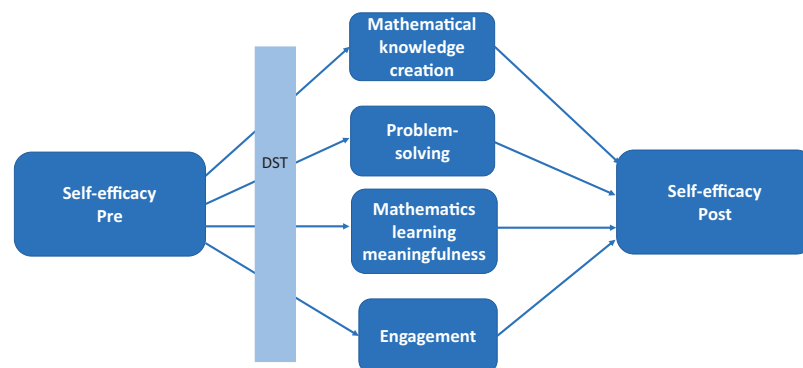 Self-efficacy
Pre
DST
Mathematical
knowledge
creation
Problem-
solving
Mathematics
learning
meaningfulness
Engagement
Self-efficacy
Post